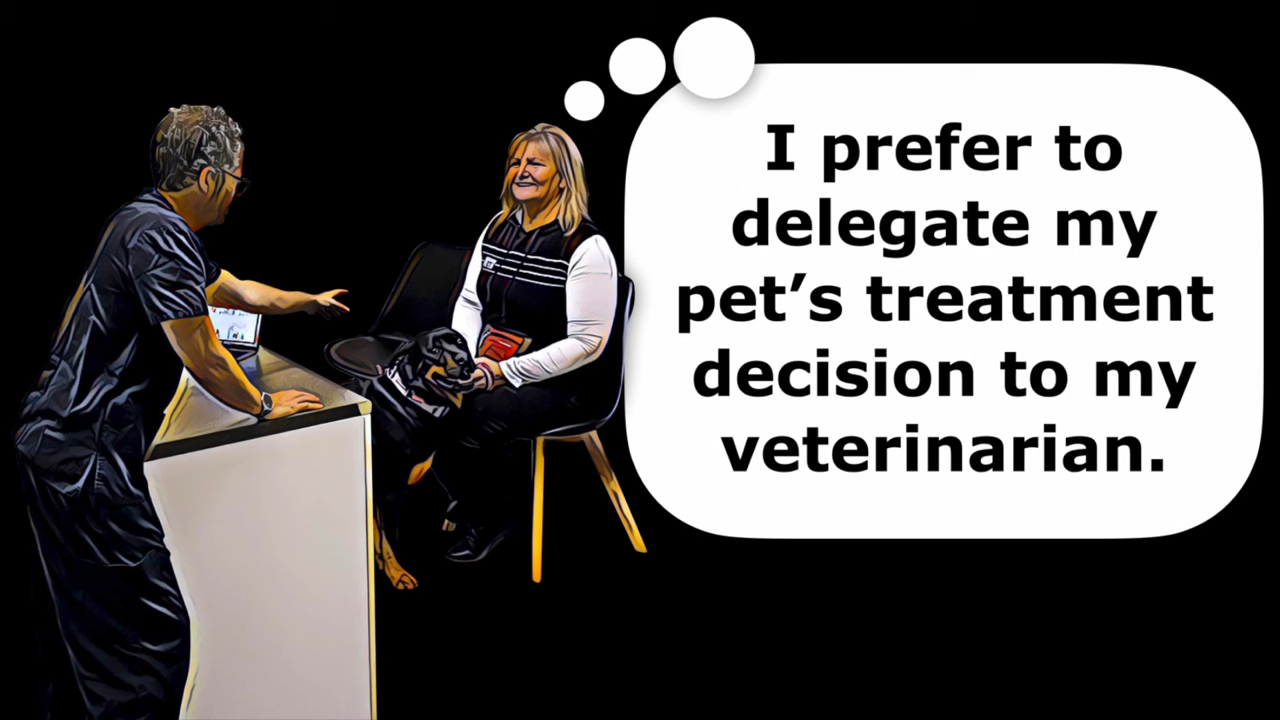 I prefer to
delegate my
pet’s treatment
decision to my
veterinarian.